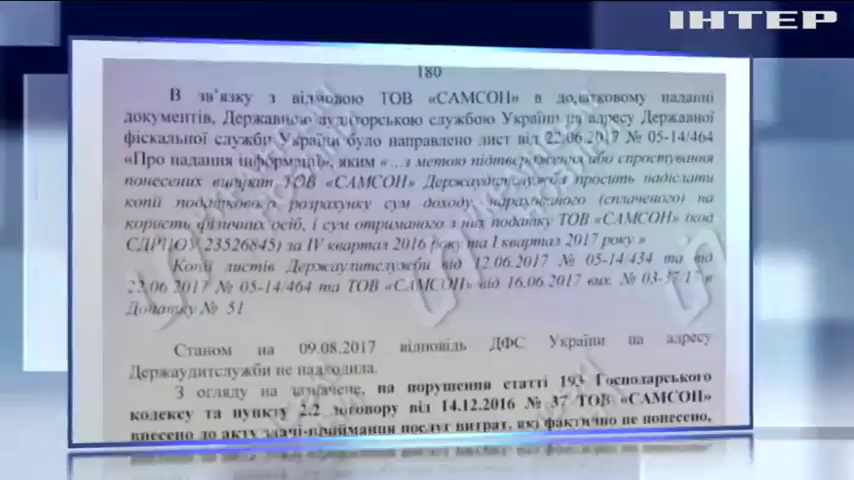 ІНТЕР
180
В зв'язку з відмовою ТОВ «САМСОН» в додатковому наданні
документів, Державною аудиторською службою України на адресу Державної
фіскальної служби України було направлено лист від 22.06.2017 № 05-14/464
«Про надання інформації», яким «…з метою підтвердження або спростування
понесених витрат ТОВ «САМСОН» Держаудитслужба просить надіслати
копії податкового розрахунку сум доходу, нарахованого (сплаченого) на
користь фізичних осіб, і сум отриманого з них податку ТОВ «САМСОН» (код
ЄДРПОУ 23526845) за IV квартал 2016 року та I квартал 2017 року »
Копії листів Держаудитслужби від 12.06.2017 № 05-14/434 та від
22.06.2017 № 05-14/464 та ТОВ «САМСОН» від 16.06.2017 вих. № 03-37/17 в
Додатку № 51
Станом на 09.08.2017 відповідь ДФС України на адресу
Держаудитслужби не надходила.
З огляду на зазначене, на порушення статті 193 Господарського
кодексу та пункту 2.2 договору від 14.12.2016 № 37 ТОВ «САМСОН»
внесено до акту здачі-приймання послуг витрат, які фактично не понесено,